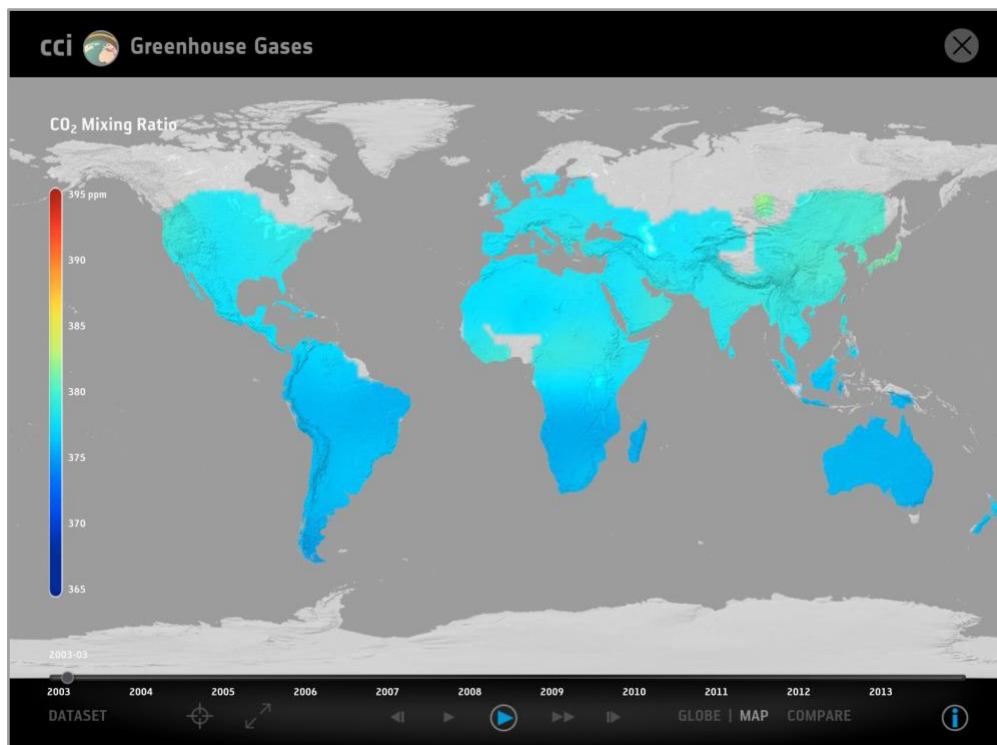 cci Greenhouse Gases
CO₂ Mixing Ratio
395 ppm
390
385
380
375
370
365
2003-03
2003 2004 2005 2006 2007 2008 2009 2010 2011 2012 2013
DATASET GLOBE | MAP COMPARE